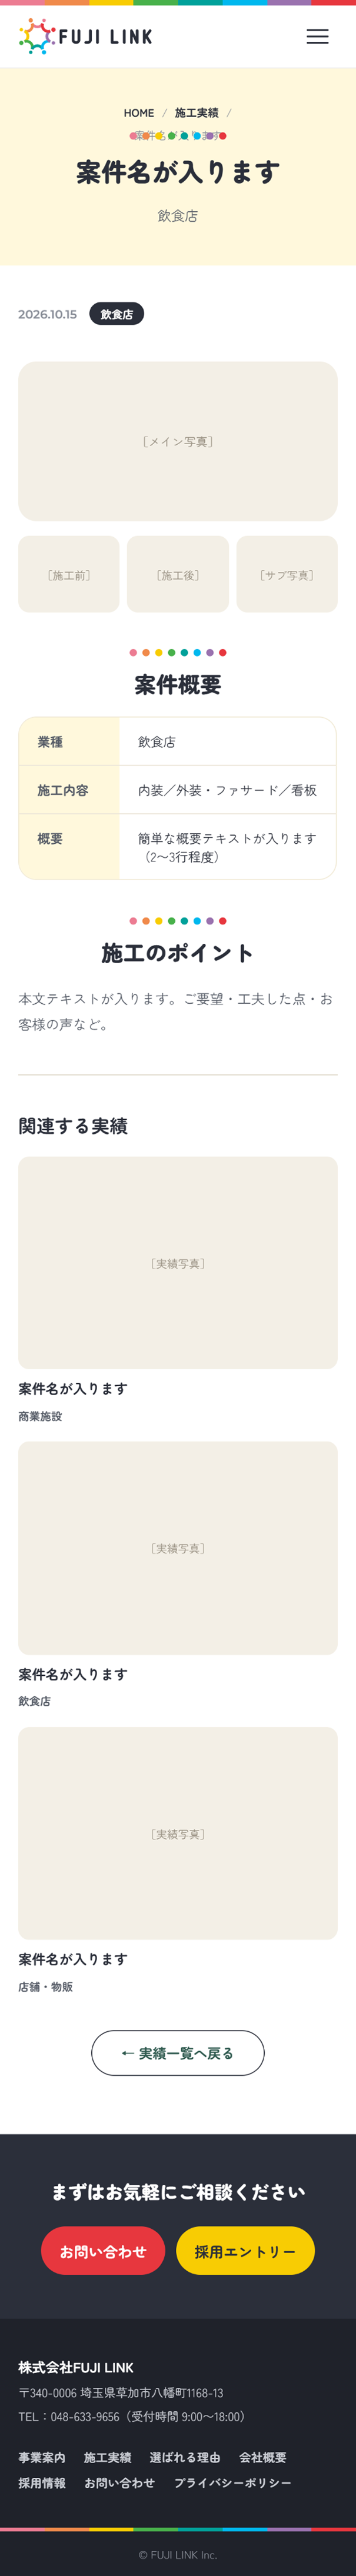 FUJI LINK
HOME / 施工実績 /
案件名が入ります
案件名が入ります
飲食店
2026.10.15 飲食店
［メイン写真］
［施工前］ ［施工後］ ［サブ写真］
案件概要
業種 飲食店
施工内容 内装／外装・ファサード／看板
概要 簡単な概要テキストが入ります
（2〜3行程度）
施工のポイント
本文テキストが入ります。ご要望・工夫した点・お
客様の声など。
関連する実績
［実績写真］
案件名が入ります
商業施設
［実績写真］
案件名が入ります
飲食店
［実績写真］
案件名が入ります
店舗・物販
← 実績一覧へ戻る
まずはお気軽にご相談ください
お問い合わせ 採用エントリー
株式会社FUJI LINK
〒340-0006 埼玉県草加市八幡町1168-13
TEL：048-633-9656（受付時間 9:00〜18:00）
事業案内 施工実績 選ばれる理由 会社概要
採用情報 お問い合わせ プライバシーポリシー
© FUJI LINK Inc.